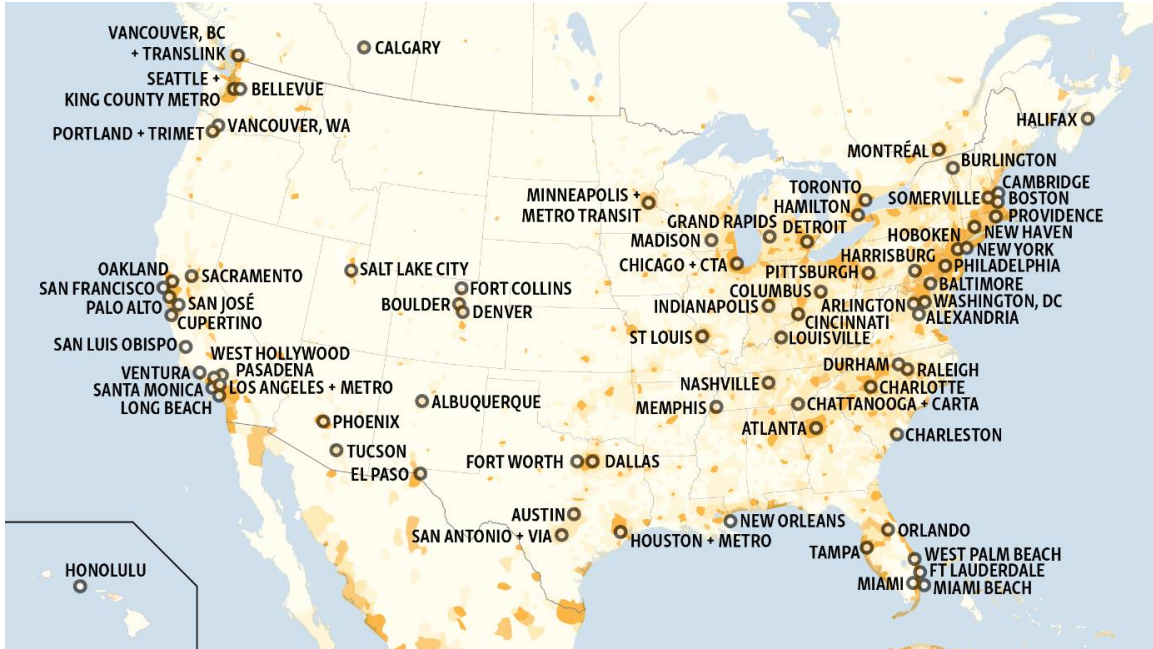 VANCOUVER, BC
+ TRANSLINK
CALGARY
SEATTLE +
KING COUNTY METRO
BELLEVUE
PORTLAND + TRIMET
VANCOUVER, WA
HALIFAX
MONTRÉAL
BURLINGTON
MINNEAPOLIS +
METRO TRANSIT
TORONTO
HAMILTON
CAMBRIDGE
SOMERVILLE
BOSTON
GRAND RAPIDS
PROVIDENCE
MADISON
DETROIT
HOBOKEN
NEW HAVEN
NEW YORK
CHICAGO + CTA
HARRISBURG
PITTSBURGH
PHILADELPHIA
OAKLAND
SACRAMENTO
SALT LAKE CITY
SAN FRANCISCO
FORT COLLINS
COLUMBUS
BALTIMORE
PALO ALTO
SAN JOSÉ
BOULDER
DENVER
INDIANAPOLIS
ARLINGTON
WASHINGTON, DC
CUPERTINO
CINCINNATI
ALEXANDRIA
SAN LUIS OBISPO
ST LOUIS
LOUISVILLE
WEST HOLLYWOOD
VENTURA
PASADENA
DURHAM
RALEIGH
SANTA MONICA
LOS ANGELES + METRO
NASHVILLE
CHARLOTTE
LONG BEACH
ALBUQUERQUE
MEMPHIS
CHATTANOOGA + CARTA
PHOENIX
ATLANTA
CHARLESTON
TUCSON
EL PASO
FORT WORTH
DALLAS
AUSTIN
NEW ORLEANS
ORLANDO
SAN ANTONIO + VIA
HOUSTON + METRO
TAMPA
WEST PALM BEACH
HONOLULU
FT LAUDERDALE
MIAMI
MIAMI BEACH